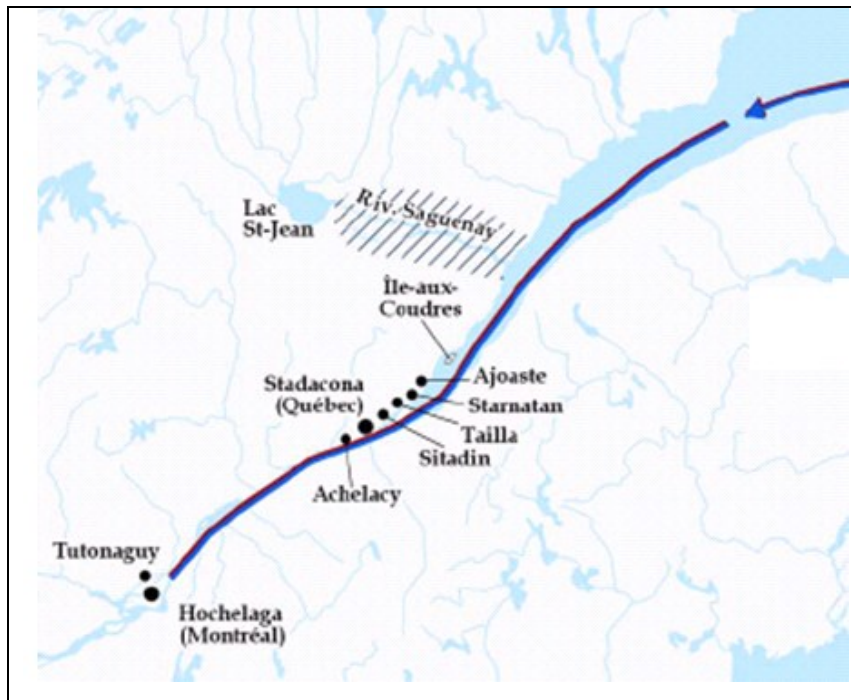 Riv. Saguenay
Lac
St-Jean
Île-aux-
Coudres
Ajoaste
Stadacona
(Québec)
Starnatan
Tailla
Sitadin
Achelacy
Tutonaguy
Hochelaga
(Montréal)